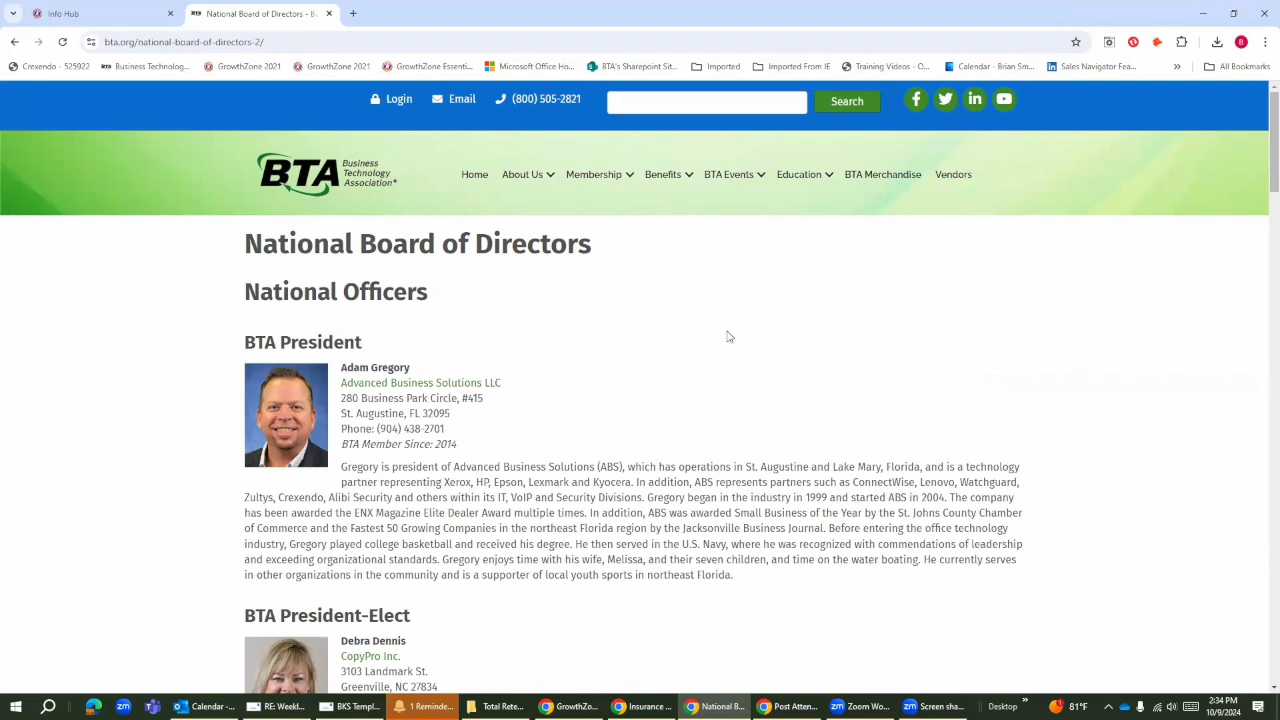 Info Hub
National Board of Directors - B
bta.org/national-board-of-directors-2/
Crexendo - 525922
Business Technolog...
GrowthZone 2021
GrowthZone 2021
GrowthZone Essenti...
Microsoft Office Ho...
BTA's Sharepoint Sit...
Imported
Imported From IE
Training Videos - O...
Calendar - Brian Sm...
Sales Navigator Fea...
All Bookmarks
Login
Email
(800) 505-2821
Search
BTA Business Technology Association
Home
About Us
Membership
Benefits
BTA Events
Education
BTA Merchandise
Vendors
National Board of Directors
National Officers
BTA President
Adam Gregory
Advanced Business Solutions LLC
280 Business Park Circle, #415
St. Augustine, FL 32095
Phone: (904) 438-2701
BTA Member Since: 2014
Gregory is president of Advanced Business Solutions (ABS), which has operations in St. Augustine and Lake Mary, Florida, and is a technology
partner representing Xerox, HP, Epson, Lexmark and Kyocera. In addition, ABS represents partners such as ConnectWise, Lenovo, Watchguard,
Zultys, Crexendo, Alibi Security and others within its IT, VoIP and Security Divisions. Gregory began in the industry in 1999 and started ABS in 2004. The company
has been awarded the ENX Magazine Elite Dealer Award multiple times. In addition, ABS was awarded Small Business of the Year by the St. Johns County Chamber
of Commerce and the Fastest 50 Growing Companies in the northeast Florida region by the Jacksonville Business Journal. Before entering the office technology
industry, Gregory played college basketball and received his degree. He then served in the U.S. Navy, where he was recognized with commendations of leadership
and exceeding organizational standards. Gregory enjoys time with his wife, Melissa, and their seven children, and time on the water boating. He currently serves
in other organizations in the community and is a supporter of local youth sports in northeast Florida.
BTA President-Elect
Debra Dennis
CopyPro Inc.
3103 Landmark St.
Greenville, NC 27834
Calendar -...
RE: Week...
BKS Templ...
1 Reminde...
Total Rate...
GrowthZo...
Insurance ...
National B...
Post Atten...
Zoom Wo...
Screen sha...
Desktop
81°F
2:34 PM
10/9/2024